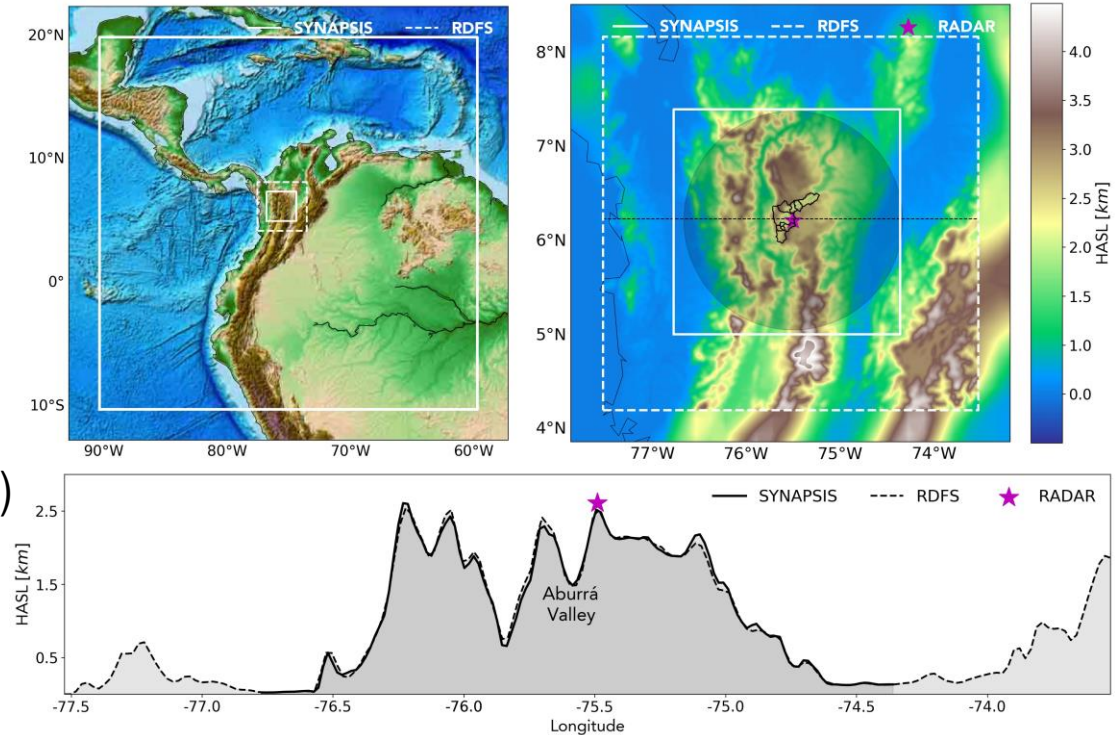 SYNAPSIS RDFS
20°N
10°N
0°
10°S
90°W 80°W 70°W 60°W
SYNAPSIS RDFS RADAR
8°N
7°N
6°N
5°N
4°N
77°W 76°W 75°W 74°W
4.0
3.5
3.0
2.5
2.0
1.5
1.0
0.0
HASL [km]
)
SYNAPSIS RDFS RADAR
HASL [km]
2.5
1.5
0.5
Aburrá
Valley
-77.5 -77.0 -76.5 -76.0 -75.5 -75.0 -74.5 -74.0
Longitude